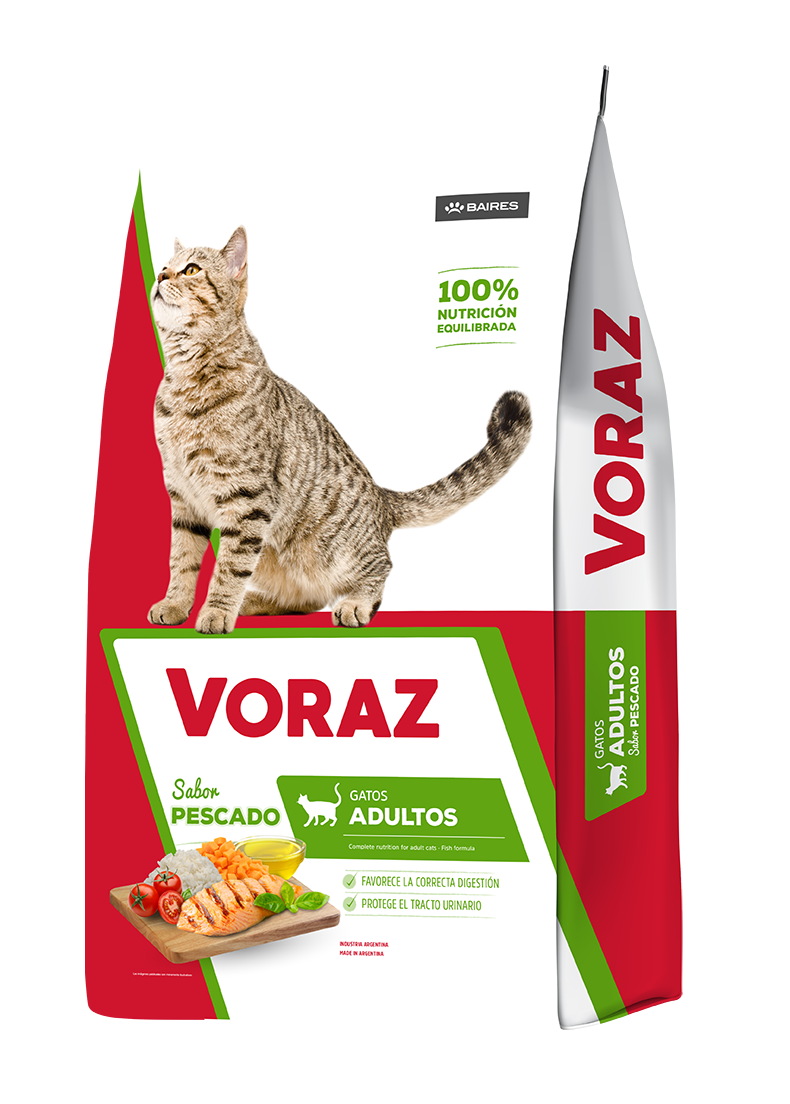 BAIRES
100%
NUTRICIÓN
EQUILIBRADA
VORAZ
Sabor
PESCADO
GATOS
ADULTOS
Complete nutrition for adult cats - Fish formula
FAVORECE LA CORRECTA DIGESTIÓN
PROTEGE EL TRACTO URINARIO
INDUSTRIA ARGENTINA
MADE IN ARGENTINA
VORAZ
GATOS
ADULTOS
Sabor PESCADO